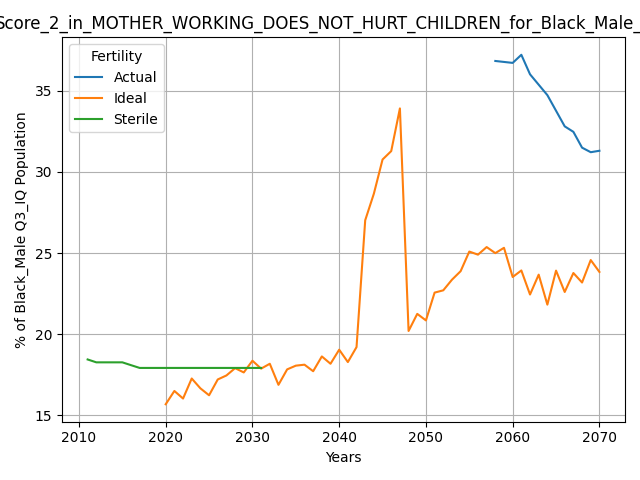 Score_2_in_MOTHER_WORKING_DOES_NOT_HURT_CHILDREN_for_Black_Male_
Fertility
Actual
Ideal
Sterile
% of Black_Male Q3_IQ Population
35
30
25
20
15
2010 2020 2030 2040 2050 2060 2070
Years